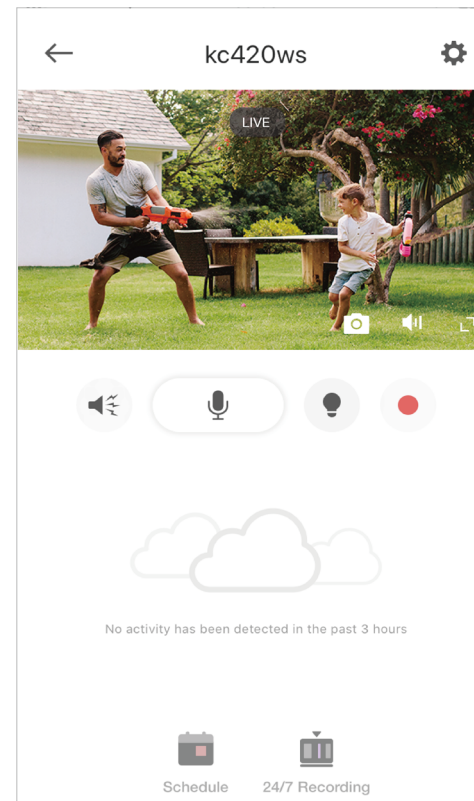 kc420ws
LIVE
No activity has been detected in the past 3 hours
Schedule
24/7 Recording